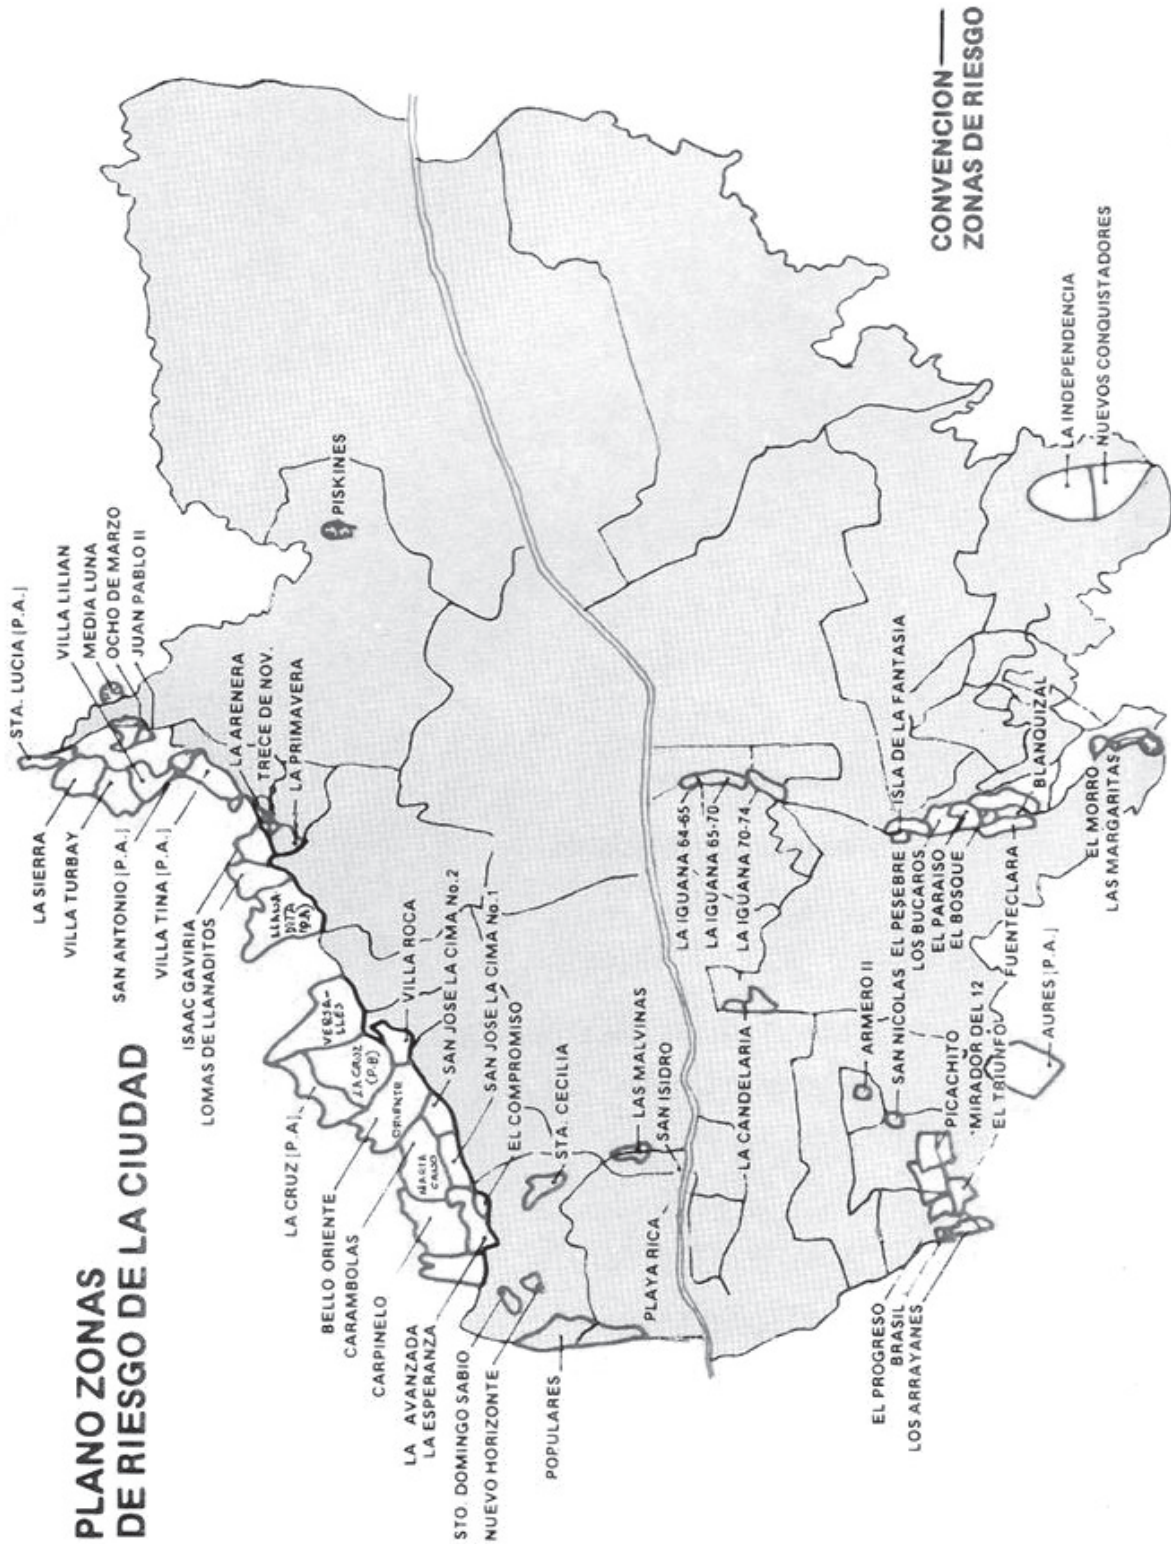 PLANO ZONAS
DE RIESGO DE LA CIUDAD
CONVENCION
ZONAS DE RIESGO
STA. LUCIA [P.A.]
VILLA LILIAN
MEDIA LUNA
OCHO DE MARZO
JUAN PABLO II
LA SIERRA
VILLA TURBAY
SAN ANTONIO [P.A.]
VILLA TINA [P.A.]
LA ARENERA
TRECE DE NOV.
LA PRIMAVERA
PISKINES
ISAAC GAVIRIA
LOMAS DE LLANADITOS
VERSA-
LLES
LA CRUZ
(P.B)
ORIENTE
LA CRUZ [P.A]
BELLO ORIENTE
CARAMBOLAS
CARPINELO
LA AVANZADA
LA ESPERANZA
STO. DOMINGO SABIO
NUEVO HORIZONTE
POPULARES
VILLA ROCA
SAN JOSE LA CIMA No.2
SAN JOSE LA CIMA No.1
EL COMPROMISO
STA. CECILIA
LAS MALVINAS
SAN ISIDRO
PLAYA RICA
LA IGUANA 64-65
LA IGUANA 65-70
LA IGUANA 70-74
LA CANDELARIA
ARMERO II
SAN NICOLAS
ISLA DE LA FANTASIA
EL PESEBRE
LOS BUCAROS
EL PARAISO
EL BOSQUE
FUENTECLARA
BLANQUIZAL
EL MORRO
LAS MARGARITAS
LA INDEPENDENCIA
NUEVOS CONQUISTADORES
AURES [P.A.]
PICACHITO
MIRADOR DEL 12
EL TRIUNFO
EL PROGRESO
BRASIL
LOS ARRAYANES